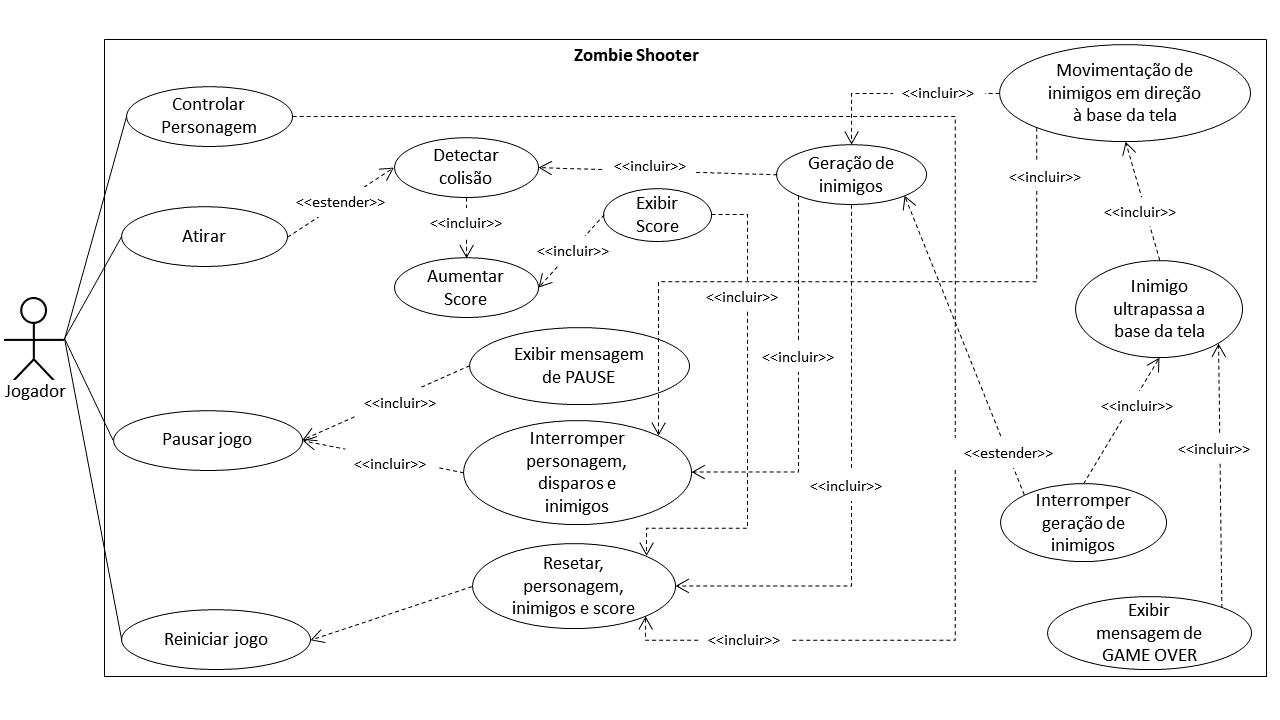 Zombie Shooter
Movimentação de
inimigos em direção
à base da tela
<<incluir>>
Controlar
Personagem
Detectar
colisão
<<incluir>>
Geração de
inimigos
<<incluir>>
<<estender>>
Exibir
Score
<<incluir>>
<<incluir>>
Atirar
<<incluir>>
Aumentar
Score
<<incluir>>
Inimigo
ultrapassa a
base da tela
<<incluir>>
Exibir mensagem
de PAUSE
Jogador
<<incluir>>
<<incluir>>
Pausar jogo
Interromper
personagem,
disparos e
inimigos
<<incluir>>
<<incluir>>
<<estender>>
<<incluir>>
Interromper
geração de
inimigos
Resetar,
personagem,
inimigos e score
Reiniciar jogo
<<incluir>>
Exibir
mensagem de
GAME OVER